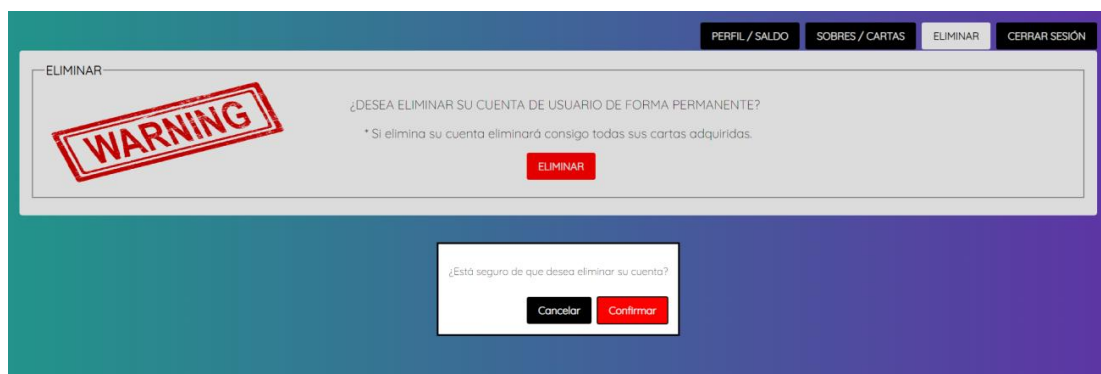 PERFIL / SALDO
SOBRES / CARTAS
ELIMINAR
CERRAR SESIÓN
ELIMINAR
WARNING
¿DESEA ELIMINAR SU CUENTA DE USUARIO DE FORMA PERMANENTE?
* Si elimina su cuenta eliminará consigo todas sus cartas adquiridas.
ELIMINAR
¿Está seguro de que desea eliminar su cuenta?
Cancelar
Confirmar